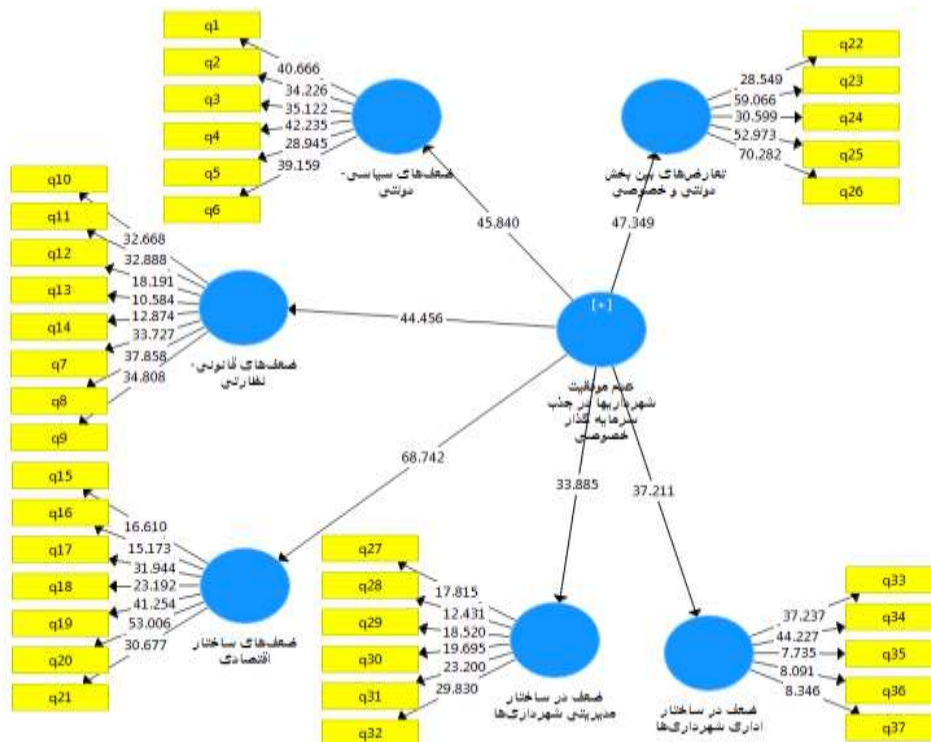 q1
q2
q3
q4
q5
q6
40.666
34.226
35.122
42.235
28.945
39.159
ضعف‌های سیاسی-
دولتی
q22
q23
q24
q25
q26
28.549
59.066
30.599
52.973
70.282
تعارض‌های بین بخش
دولتی و خصوصی
45.840
47.349
q10
q11
q12
q13
q14
q7
q8
q9
32.668
32.888
18.191
10.584
12.874
33.727
37.858
34.808
ضعف‌های قانونی-
نظارتی
44.456
[+]
عدم موفقیت
شهرداریها در جذب
سرمایه گذار
خصوصی
68.742
33.885
37.211
q15
q16
q17
q18
q19
q20
q21
16.610
15.173
31.944
23.192
41.254
53.006
30.677
ضعف‌های ساختار
اقتصادی
q27
q28
q29
q30
q31
q32
17.815
12.431
18.520
19.695
23.200
29.830
ضعف در ساختار
مدیریتی شهرداری‌ها
q33
q34
q35
q36
q37
37.237
44.227
7.735
8.091
8.346
ضعف در ساختار
اداری شهرداری‌ها